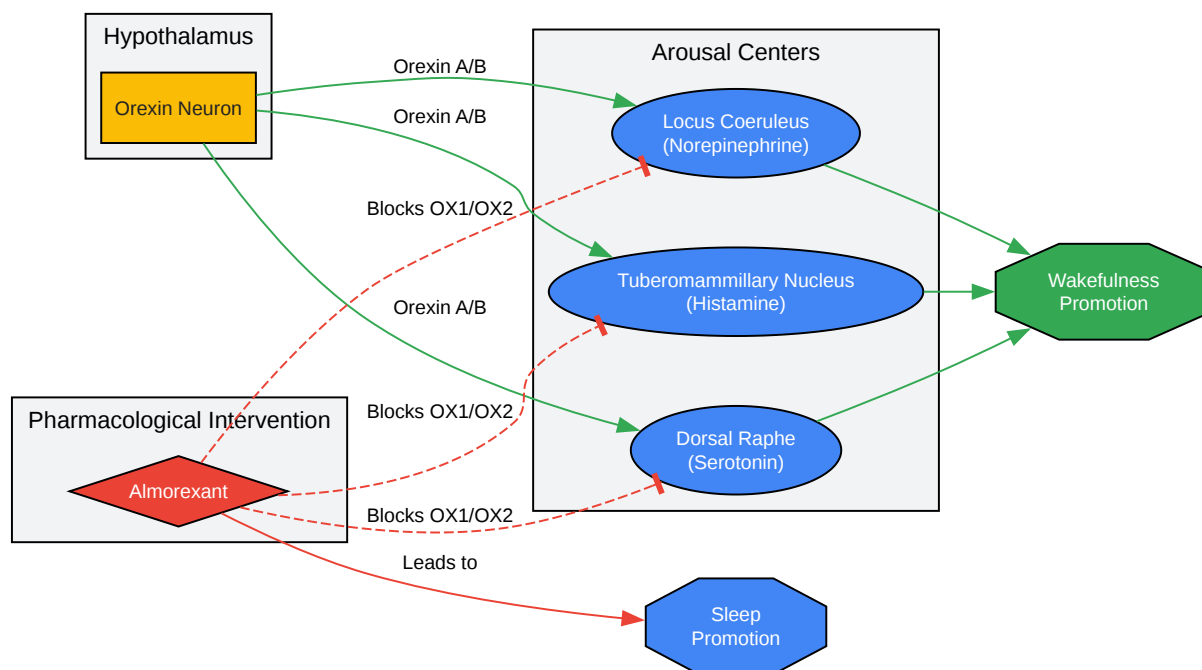 Hypothalamus
Orexin Neuron
Orexin A/B
Orexin A/B
Blocks OX1/OX2
Orexin A/B
Arousal Centers
Locus Coeruleus
(Norepinephrine)
Tuberomammillary Nucleus
(Histamine)
Dorsal Raphe
(Serotonin)
Wakefulness
Promotion
Pharmacological Intervention
Almorexant
Blocks OX1/OX2
Blocks OX1/OX2
Leads to
Sleep
Promotion